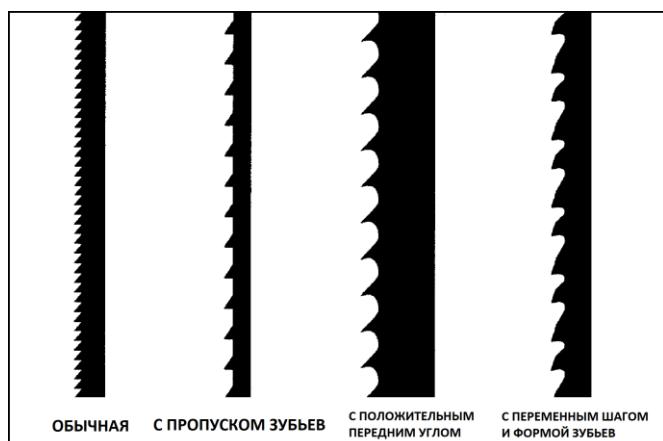 ОБЫЧНАЯ
С ПРОПУСКОМ ЗУБЬЕВ
С ПОЛОЖИТЕЛЬНЫМ
ПЕРЕДНИМ УГЛОМ
С ПЕРЕМЕННЫМ ШАГОМ
И ФОРМОЙ ЗУБЬЕВ